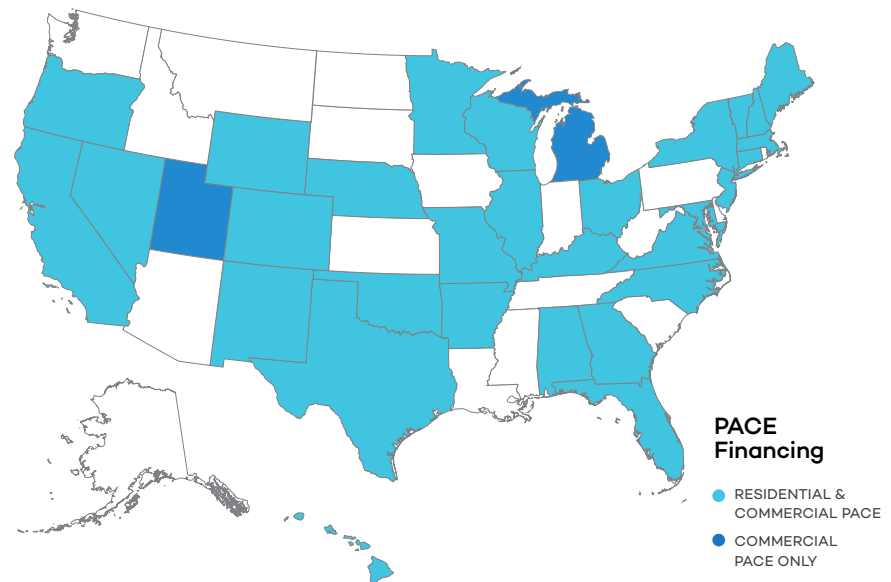 PACE
Financing
RESIDENTIAL &
COMMERCIAL PACE
COMMERCIAL
PACE ONLY